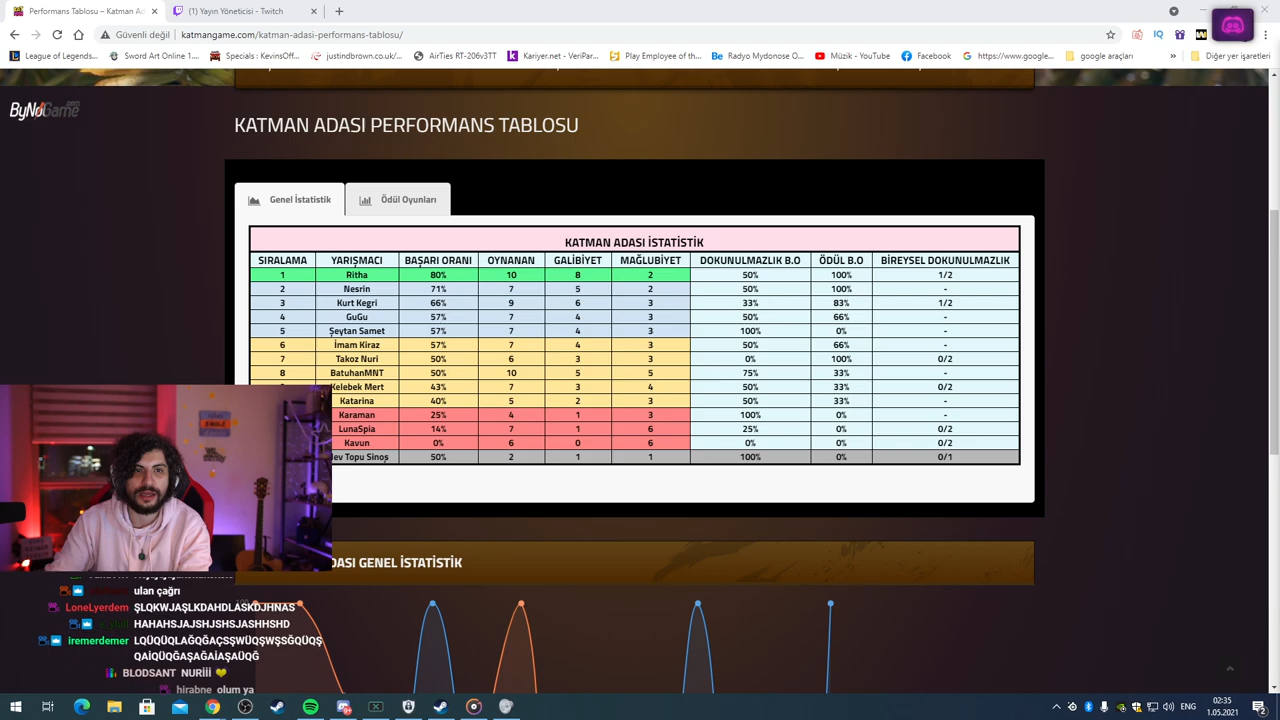 Performans Tablosu – Katman Ad
(1) Yayın Yöneticisi - Twitch
Güvenli değil
katmangame.com/katman-adasi-performans-tablosu/
League of Legends...
Sword Art Online 1....
Specials : KevinsOff...
justindbrown.co.uk/...
AirTies RT-206v3TT
Kariyer.net / VeriPar...
Play Employee of th...
Radyo Mydonose O...
Müzik - YouTube
Facebook
https://www.google...
google araçları
»
Diğer yer işaretleri
ByNoGame
KATMAN ADASI PERFORMANS TABLOSU
Genel İstatistik
Ödül Oyunları
KATMAN ADASI İSTATİSTİK
SIRALAMA YARIŞMACI BAŞARI ORANI OYNANAN GALİBİYET MAĞLUBİYET DOKUNULMAZLIK B.O ÖDÜL B.O BİREYSEL DOKUNULMAZLIK
1 Ritha 80% 10 8 2 50% 100% 1/2
2 Nesrin 71% 7 5 2 50% 100% -
3 Kurt Kegri 66% 9 6 3 33% 83% 1/2
4 GuGu 57% 7 4 3 50% 66% -
5 Şeytan Samet 57% 7 4 3 100% 0% -
6 İmam Kiraz 57% 7 4 3 50% 66% -
7 Takoz Nuri 50% 6 3 3 0% 100% 0/2
8 BatuhanMNT 50% 10 5 5 75% 33% -
Kelebek Mert 43% 7 3 4 50% 33% 0/2
Katarina 40% 5 2 3 50% 33% -
Karaman 25% 4 1 3 100% 0% -
LunaSpia 14% 7 1 6 25% 0% 0/2
Kavun 0% 6 0 6 0% 0% 0/2
lev Topu Sinoş 50% 2 1 1 100% 0% 0/1
DASI GENEL İSTATİSTİK
ulan çağrı
LoneLyerdem ŞLQKWJAŞLKDAHDLASKDJHNAS
HAHAHSJAJSHJSHSJASHHSHD
iremerdemer LQÜQÜQLAĞQĞAÇSŞWÜQŞWŞSĞQÜQŞ
QAİQÜQĞAŞAĞAİAŞAÜQĞ
BLODSANT NURİİİ
hirabne olum ya
ENG
02:35
1.05.2021
2